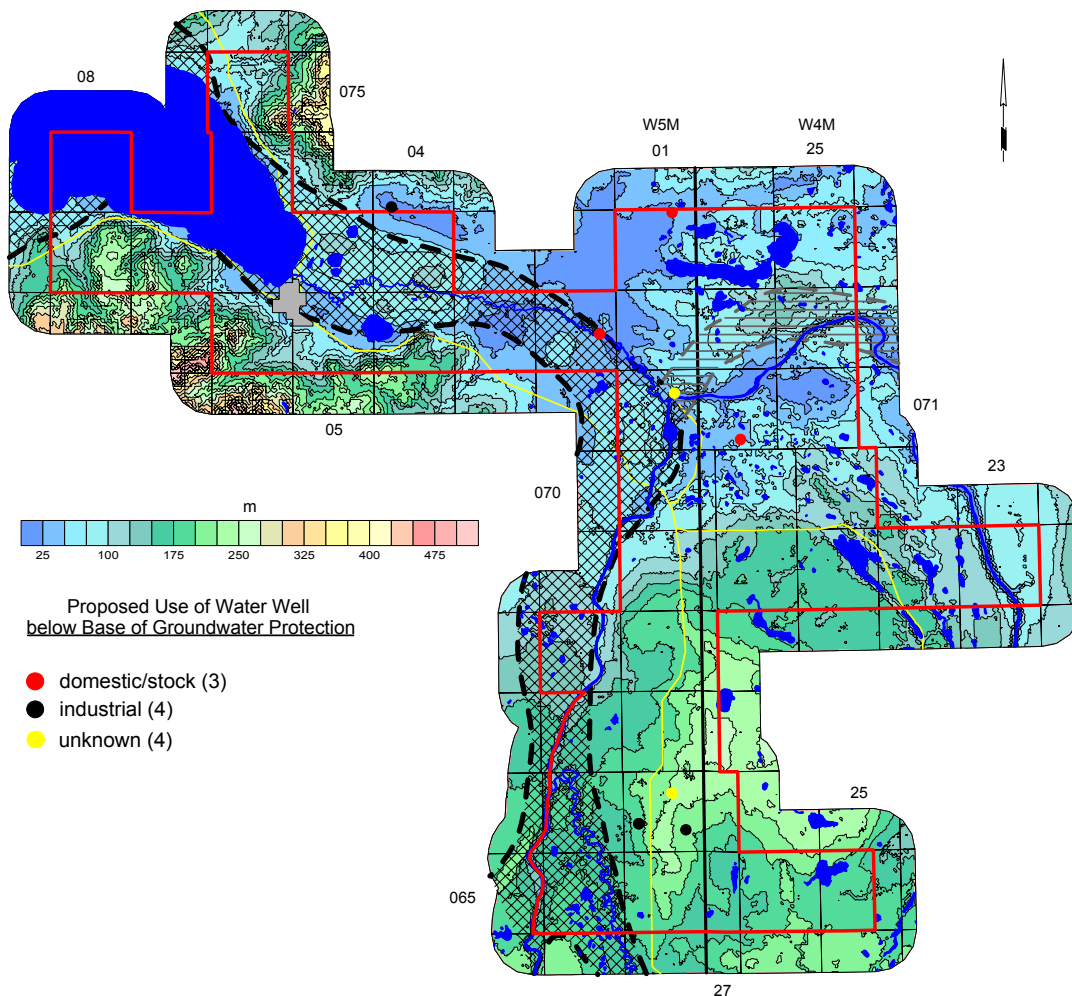 08
075
04
W5M
W4M
01
25
071
23
05
070
m
25 100 175 250 325 400 475
Proposed Use of Water Well
below Base of Groundwater Protection
domestic/stock (3)
industrial (4)
unknown (4)
25
065
27